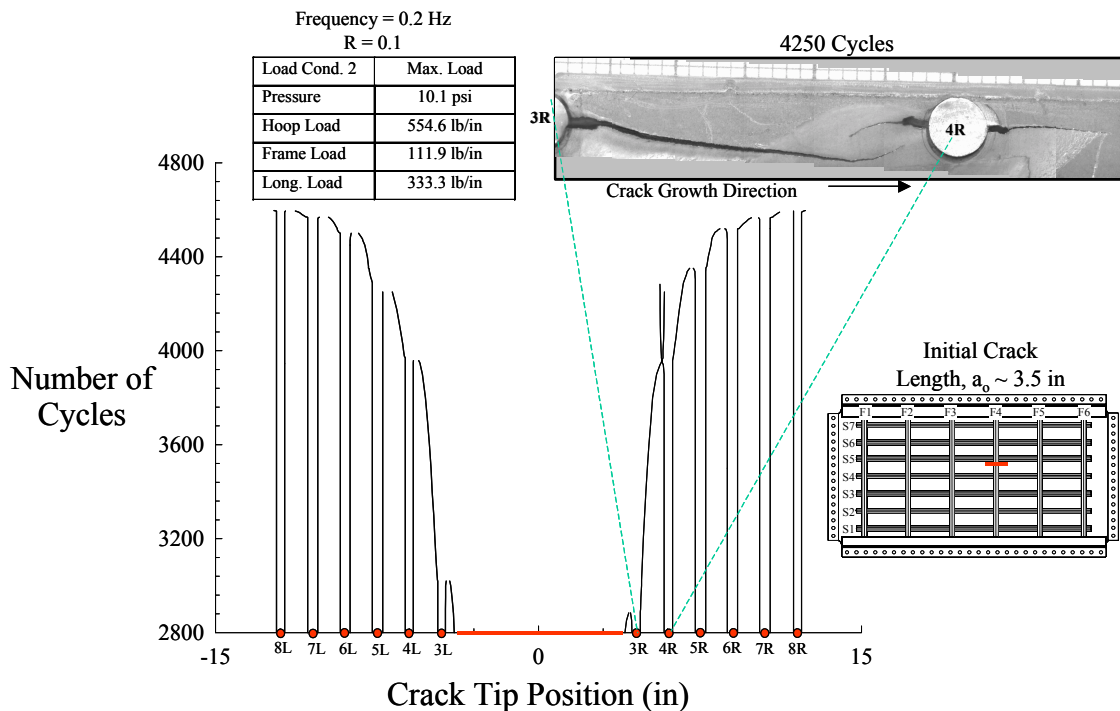 Frequency = 0.2 Hz
R = 0.1
Load Cond. 2 Max. Load
Pressure 10.1 psi
Hoop Load 554.6 lb/in
Frame Load 111.9 lb/in
Long. Load 333.3 lb/in
4250 Cycles
3R
4R
Crack Growth Direction
4800
4400
4000
3600
3200
2800
Number of
Cycles
8L 7L 6L 5L 4L 3L 3R 4R 5R 6R 7R 8R
-15 0 15
Crack Tip Position (in)
Initial Crack
Length, ao ~ 3.5 in
F1 F2 F3 F4 F5 F6
S7
S6
S5
S4
S3
S2
S1